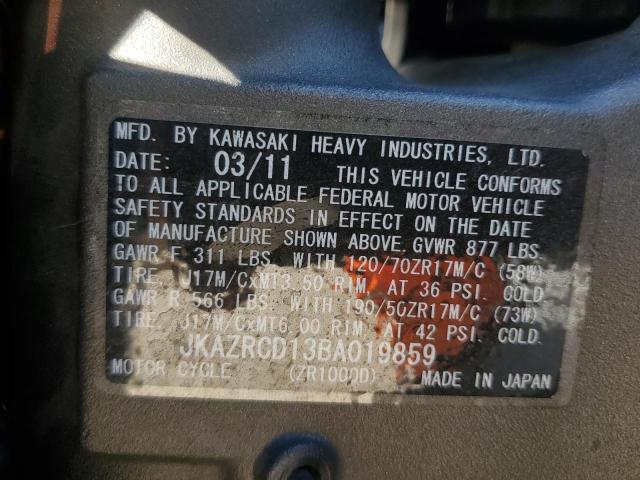 MFD. BY KAWASAKI HEAVY INDUSTRIES, LTD.
DATE: 03/11 THIS VEHICLE CONFORMS
TO ALL APPLICABLE FEDERAL MOTOR VEHICLE
SAFETY STANDARDS IN EFFECT ON THE DATE
OF MANUFACTURE SHOWN ABOVE. GVWR 877 LBS.
GAWR F 311 LBS. WITH 120/70ZR17M/C (58W)
TIRE, J17M/CxMT3.50 RIM, AT 36 PSI. COLD
GAWR R 566 LBS. WITH 190/50ZR17M/C (73W)
TIRE, J17M/CxMT6.00 RIM, AT 42 PSI. COLD.
JKAZRCD13BA019859
MOTOR CYCLE (ZR1000D) MADE IN JAPAN